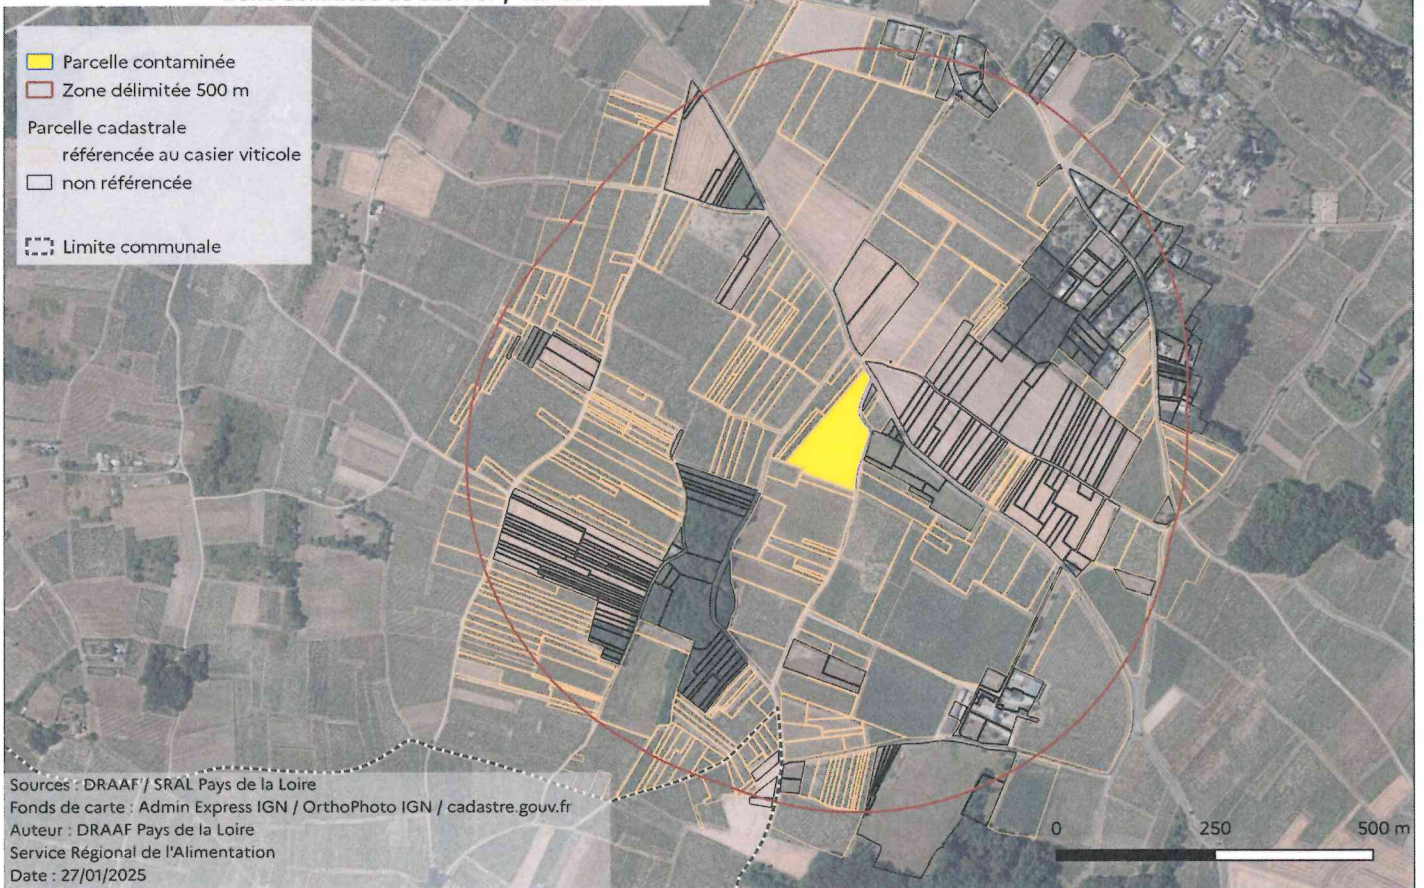 Parcelle contaminée
Zone délimitée 500 m
Parcelle cadastrale
référencée au casier viticole
non référencée
Limite communale
Sources : DRAAF / SRAL Pays de la Loire
Fonds de carte : Admin Express IGN / OrthoPhoto IGN / cadastre.gouv.fr
Auteur : DRAAF Pays de la Loire
Service Régional de l'Alimentation
Date : 27/01/2025
0 250 500 m